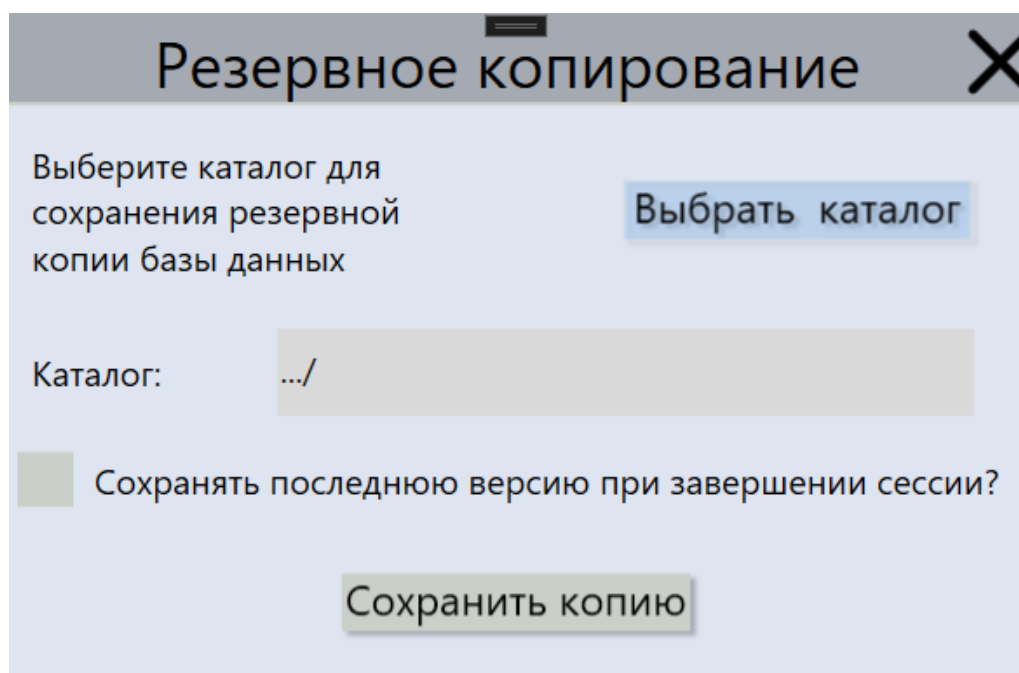 Резервное копирование
Выберите каталог для
сохранения резервной
копии базы данных
Выбрать каталог
Каталог:
.../
Сохранять последнюю версию при завершении сессии?
Сохранить копию